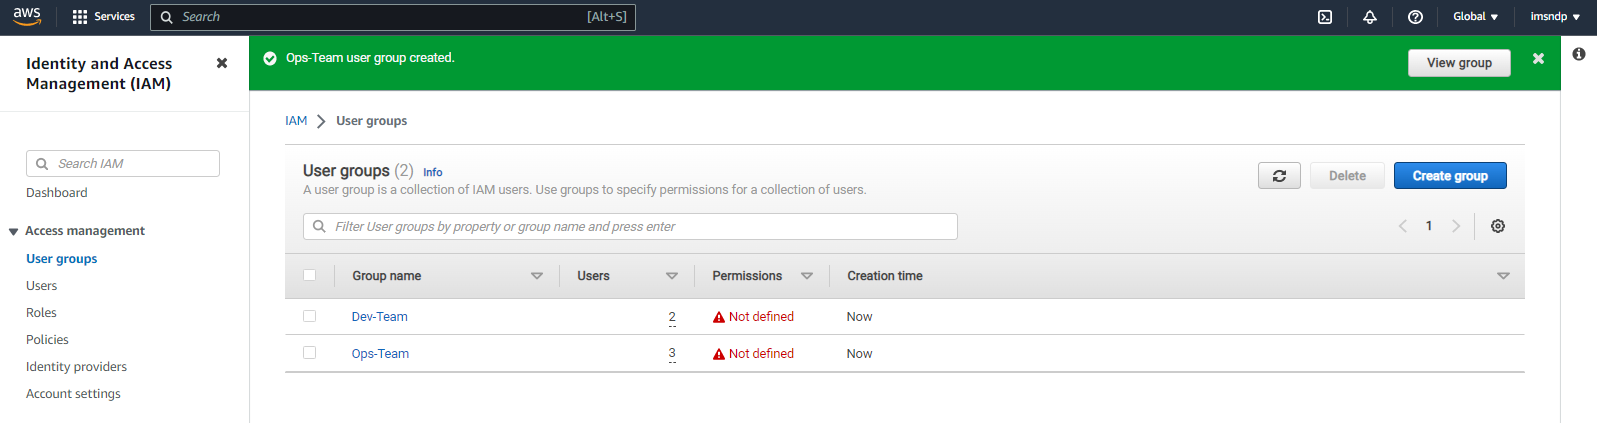 aws Services Search [Alt+S] Global imsndp
Identity and Access
Management (IAM)
Search IAM
Dashboard
Access management
User groups
Users
Roles
Policies
Identity providers
Account settings
Ops-Team user group created. View group
IAM User groups
User groups (2) Info
A user group is a collection of IAM users. Use groups to specify permissions for a collection of users.
Delete Create group
Filter User groups by property or group name and press enter 1
Group name Users Permissions Creation time
Dev-Team 2 Not defined Now
Ops-Team 3 Not defined Now